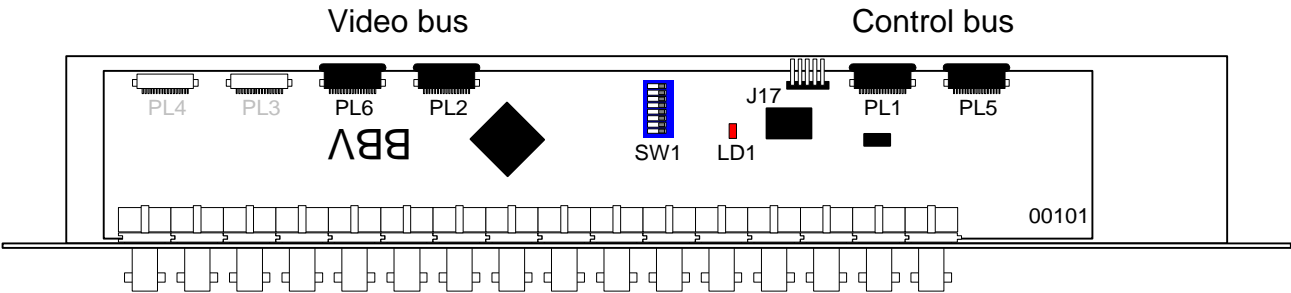 Video bus Control bus
PL4 PL3 PL6 PL2 J17 PL1 PL5
BBV SW1 LD1
00101